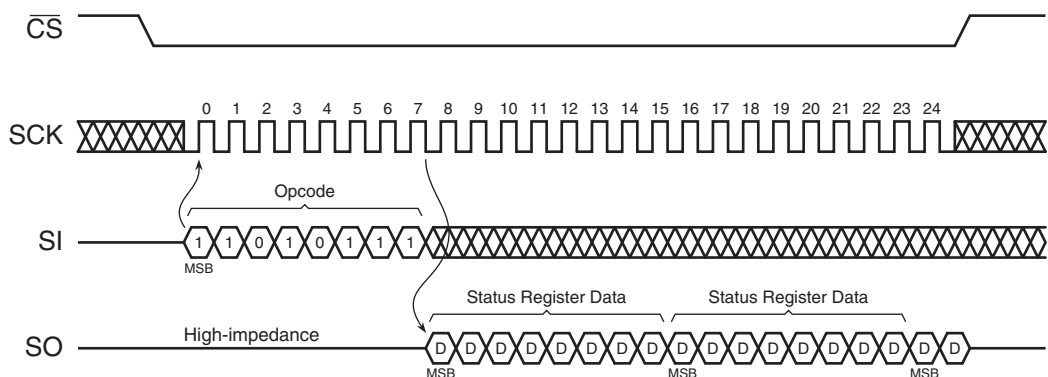 CS
0 1 2 3 4 5 6 7 8 9 10 11 12 13 14 15 16 17 18 19 20 21 22 23 24
SCK
Opcode
SI 1 1 0 1 0 1 1 1
MSB
Status Register Data Status Register Data
High-impedance
SO D D D D D D D D D D D D D D D D D D
MSB MSB MSB